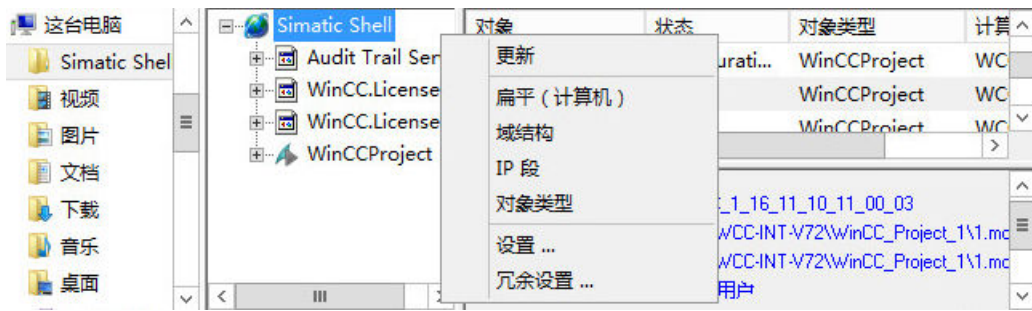 这台电脑
Simatic Shel
视频
图片
文档
下载
音乐
桌面
Simatic Shell
Audit Trail Ser
WinCC.License
WinCC.License
WinCCProject
更新
扁平（计算机）
域结构
IP 段
对象类型
设置 ...
冗余设置 ...
对象 状态 对象类型 计算
urati... WinCCProject WC
WinCCProject WC
WinCCProject WC
_1_16_11_10_11_00_03
WCC-INT-V72\WinCC_Project_1\1.mc
WCC-INT-V72\WinCC_Project_1\1.mc
用户